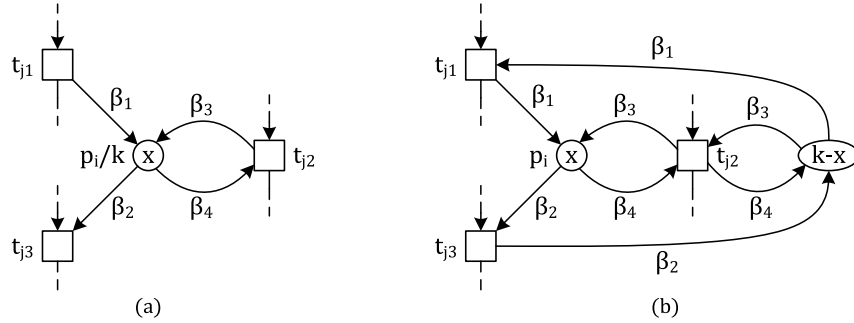 t_j1
β_1
β_3
p_i/k
x
t_j2
β_2
β_4
t_j3
(a)
β_1
t_j1
β_1
β_3
β_3
p_i
x
t_j2
k-x
β_2
β_4
β_4
t_j3
β_2
(b)